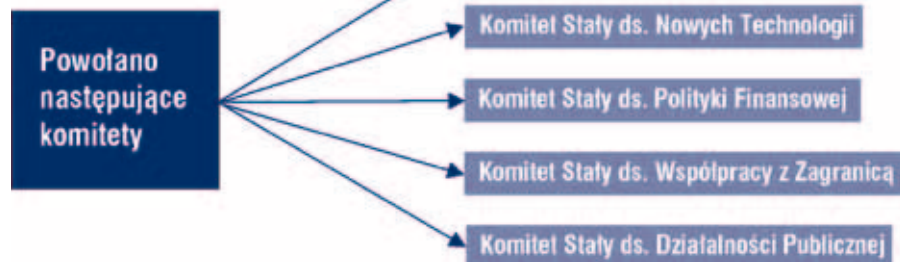 Powołano
następujące
komitety
Komitet Stały ds. Nowych Technologii
Komitet Stały ds. Polityki Finansowej
Komitet Stały ds. Współpracy z Zagranicą
Komitet Stały ds. Działalności Publicznej